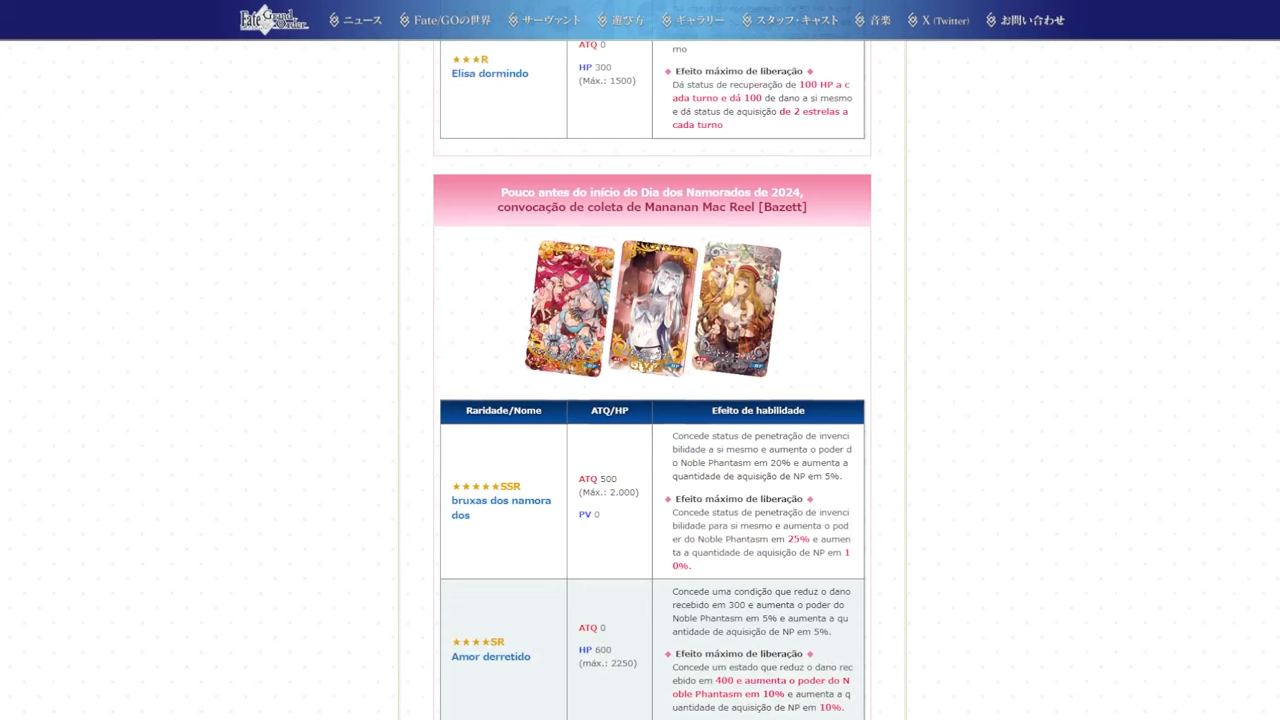 Fate Grand Order
ニュース
Fate/GOの世界
サーヴァント
遊び方
ギャラリー
スタッフ・キャスト
音楽
X (Twitter)
お問い合わせ
★★★R
Elisa dormindo
ATQ 0
HP 300
(Máx.: 1500)
mo
◆ Efeito máximo de liberação ◆
Dá status de recuperação de 100 HP a c
ada turno e dá 100 de dano a si mesmo
e dá status de aquisição de 2 estrelas a
cada turno
Pouco antes do início do Dia dos Namorados de 2024,
convocação de coleta de Mananan Mac Reel [Bazett]
Raridade/Nome
ATQ/HP
Efeito de habilidade
★★★★★SSR
bruxas dos namora
dos
ATQ 500
(Máx.: 2.000)
PV 0
Concede status de penetração de invenci
bilidade a si mesmo e aumenta o poder d
o Noble Phantasm em 20% e aumenta a
quantidade de aquisição de NP em 5%.
◆ Efeito máximo de liberação ◆
Concede status de penetração de invenci
bilidade para si mesmo e aumenta o pod
er do Noble Phantasm em 25% e aumen
ta a quantidade de aquisição de NP em 1
0%.
★★★★SR
Amor derretido
ATQ 0
HP 600
(máx.: 2250)
Concede uma condição que reduz o dano
recebido em 300 e aumenta o poder do
Noble Phantasm em 5% e aumenta a qu
antidade de aquisição de NP em 5%.
◆ Efeito máximo de liberação ◆
Concede um estado que reduz o dano rec
ebido em 400 e aumenta o poder do N
oble Phantasm em 10% e aumenta a q
uantidade de aquisição de NP em 10%.